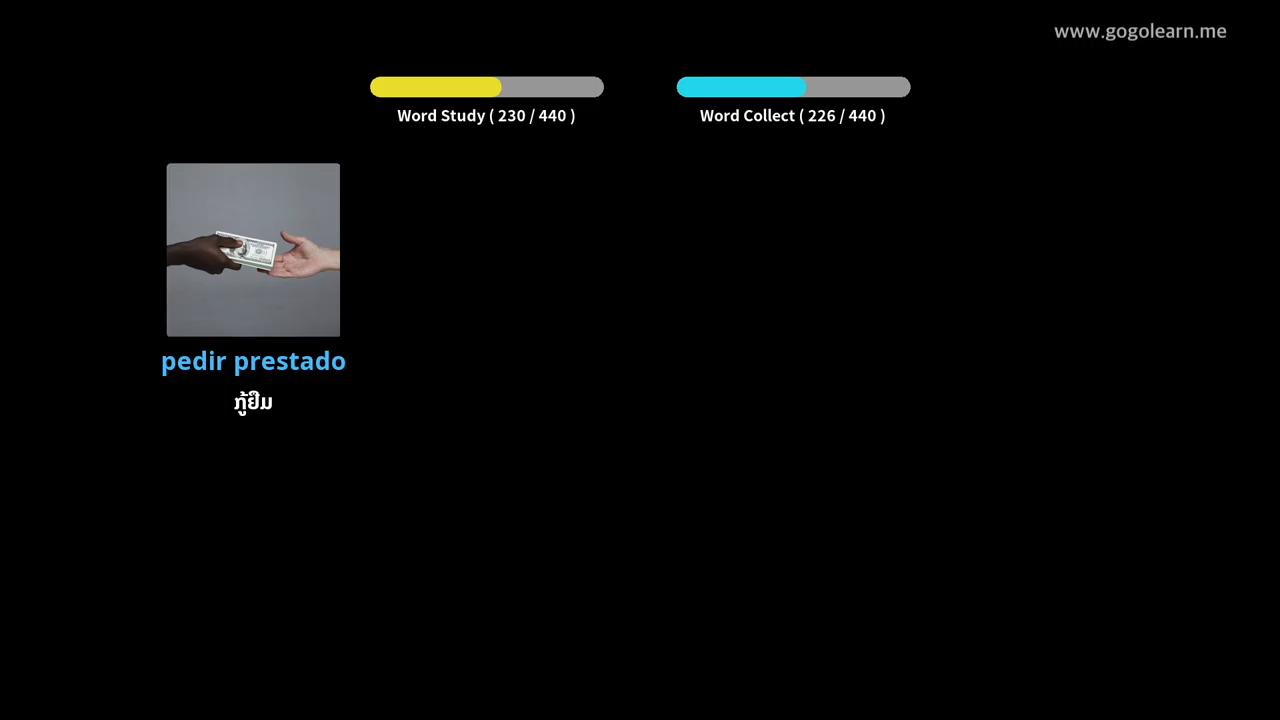 www.gogolearn.me
Word Study ( 230 / 440 )
Word Collect ( 226 / 440 )
pedir prestado
ກູ້ຢືມ